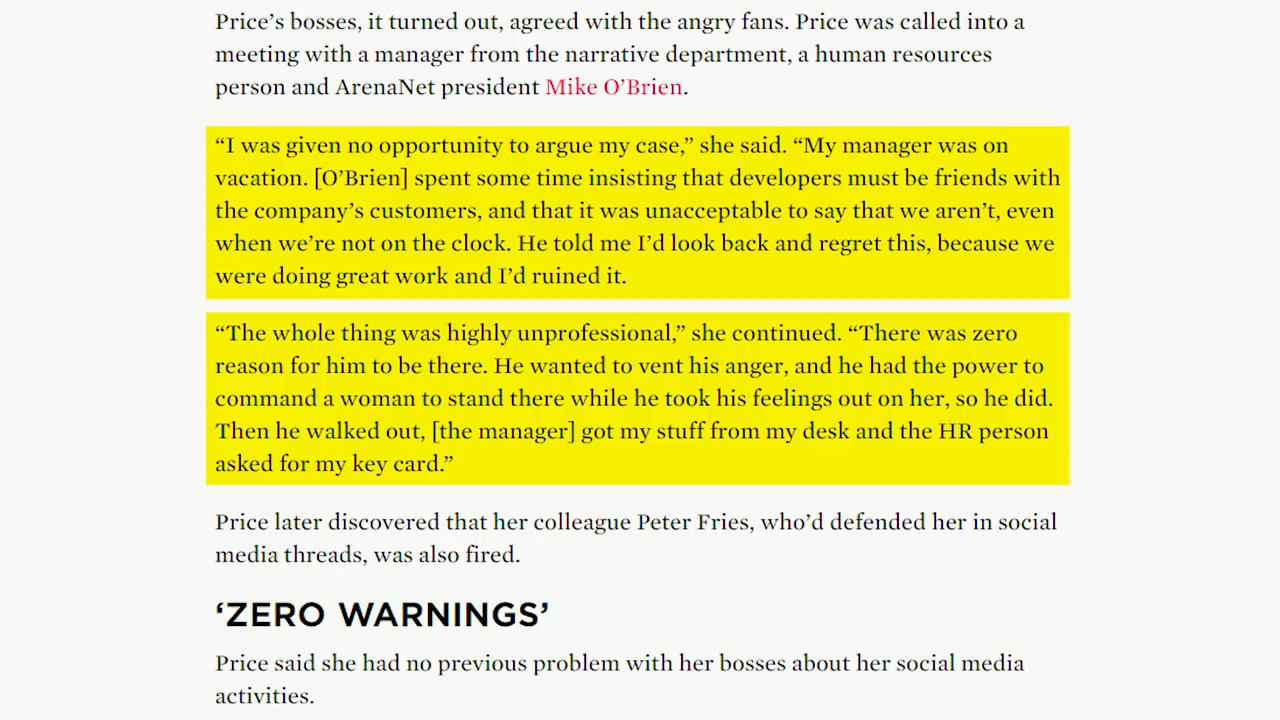 Price’s bosses, it turned out, agreed with the angry fans. Price was called into a
meeting with a manager from the narrative department, a human resources
person and ArenaNet president Mike O’Brien.
“I was given no opportunity to argue my case,” she said. “My manager was on
vacation. [O’Brien] spent some time insisting that developers must be friends with
the company’s customers, and that it was unacceptable to say that we aren’t, even
when we’re not on the clock. He told me I’d look back and regret this, because we
were doing great work and I’d ruined it.
“The whole thing was highly unprofessional,” she continued. “There was zero
reason for him to be there. He wanted to vent his anger, and he had the power to
command a woman to stand there while he took his feelings out on her, so he did.
Then he walked out, [the manager] got my stuff from my desk and the HR person
asked for my key card.”
Price later discovered that her colleague Peter Fries, who’d defended her in social
media threads, was also fired.
‘ZERO WARNINGS’
Price said she had no previous problem with her bosses about her social media
activities.